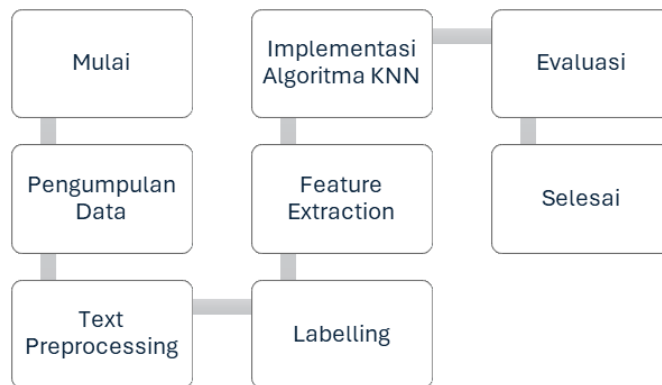 Mulai
Pengumpulan
Data
Text
Preprocessing
Labelling
Feature
Extraction
Implementasi
Algoritma KNN
Evaluasi
Selesai